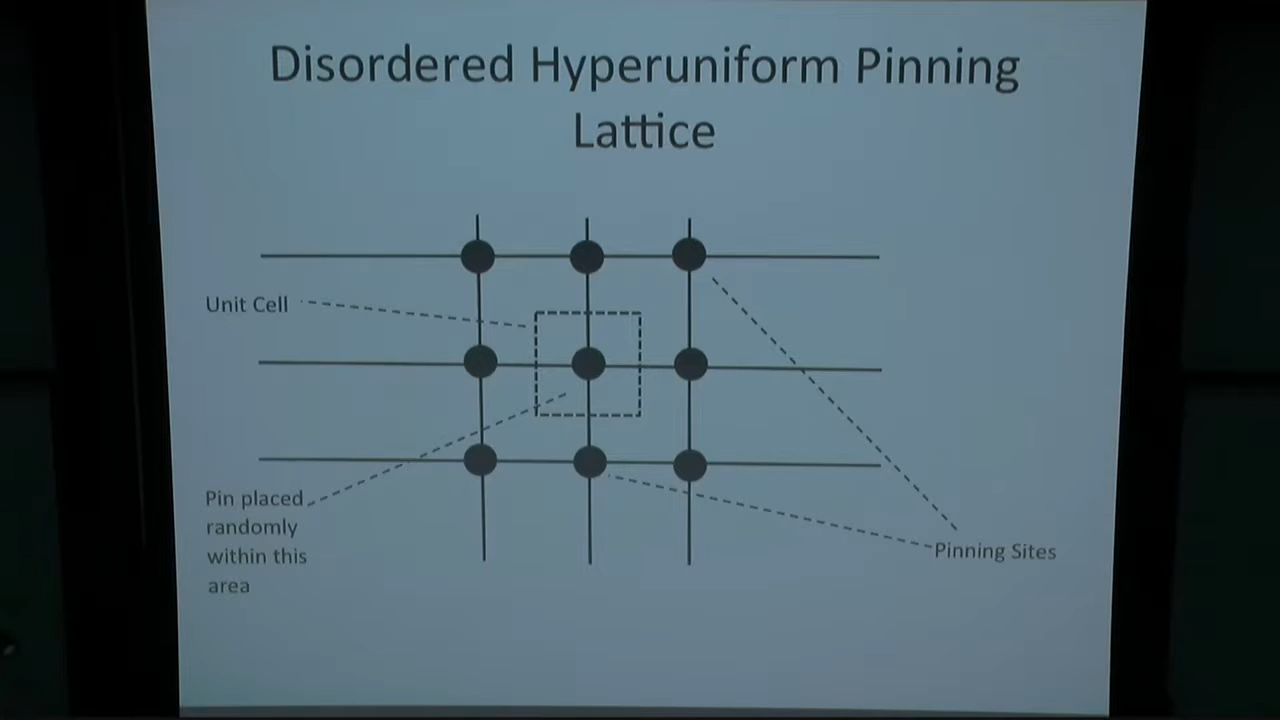 Disordered Hyperuniform Pinning
Lattice
Unit Cell
Pin placed
randomly
within this
area
Pinning Sites